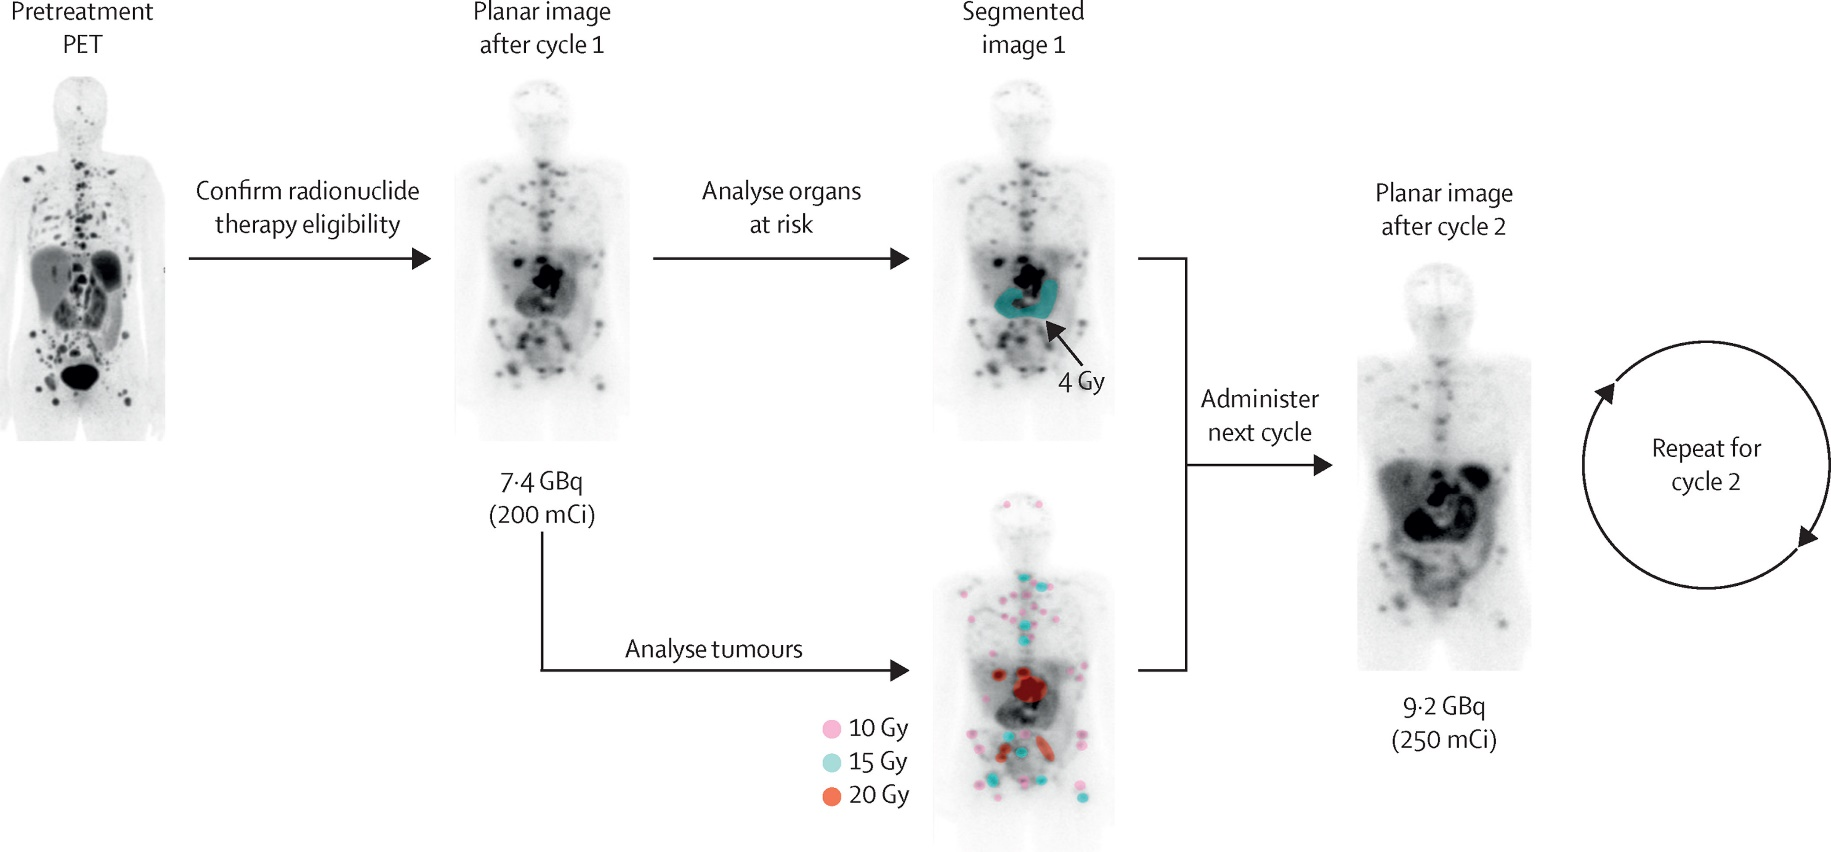 Pretreatment
PET
Confirm radionuclide
therapy eligibility
Planar image
after cycle 1
7·4 GBq
(200 mCi)
Analyse organs
at risk
Segmented
image 1
4 Gy
Analyse tumours
10 Gy
15 Gy
20 Gy
Administer
next cycle
Planar image
after cycle 2
9·2 GBq
(250 mCi)
Repeat for
cycle 2